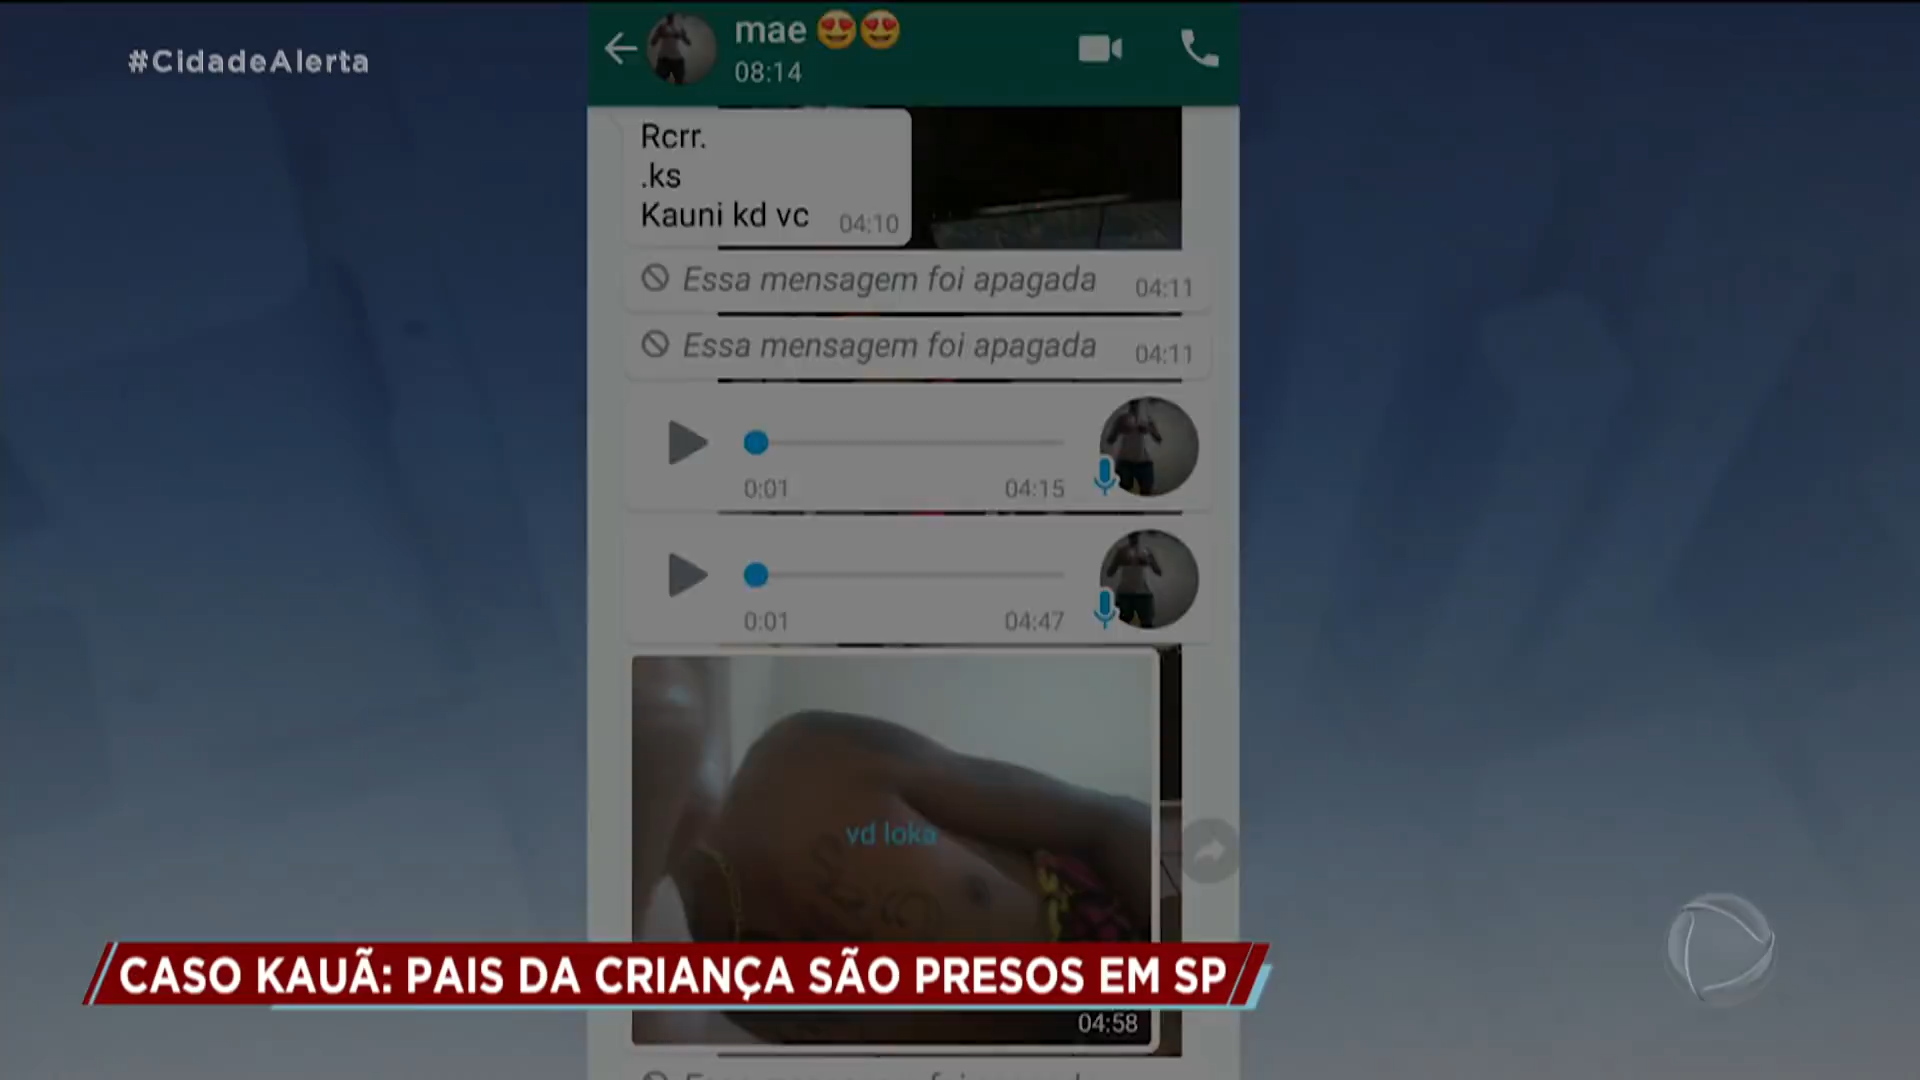 #CidadeAlerta
mae 😍😍
08:14
Rcrr.
.ks
Kauni kd vc 04:10
Essa mensagem foi apagada 04:11
Essa mensagem foi apagada 04:11
0:01 04:15
0:01 04:47
vd loka
CASO KAUÃ: PAIS DA CRIANÇA SÃO PRESOS EM SP
04:58